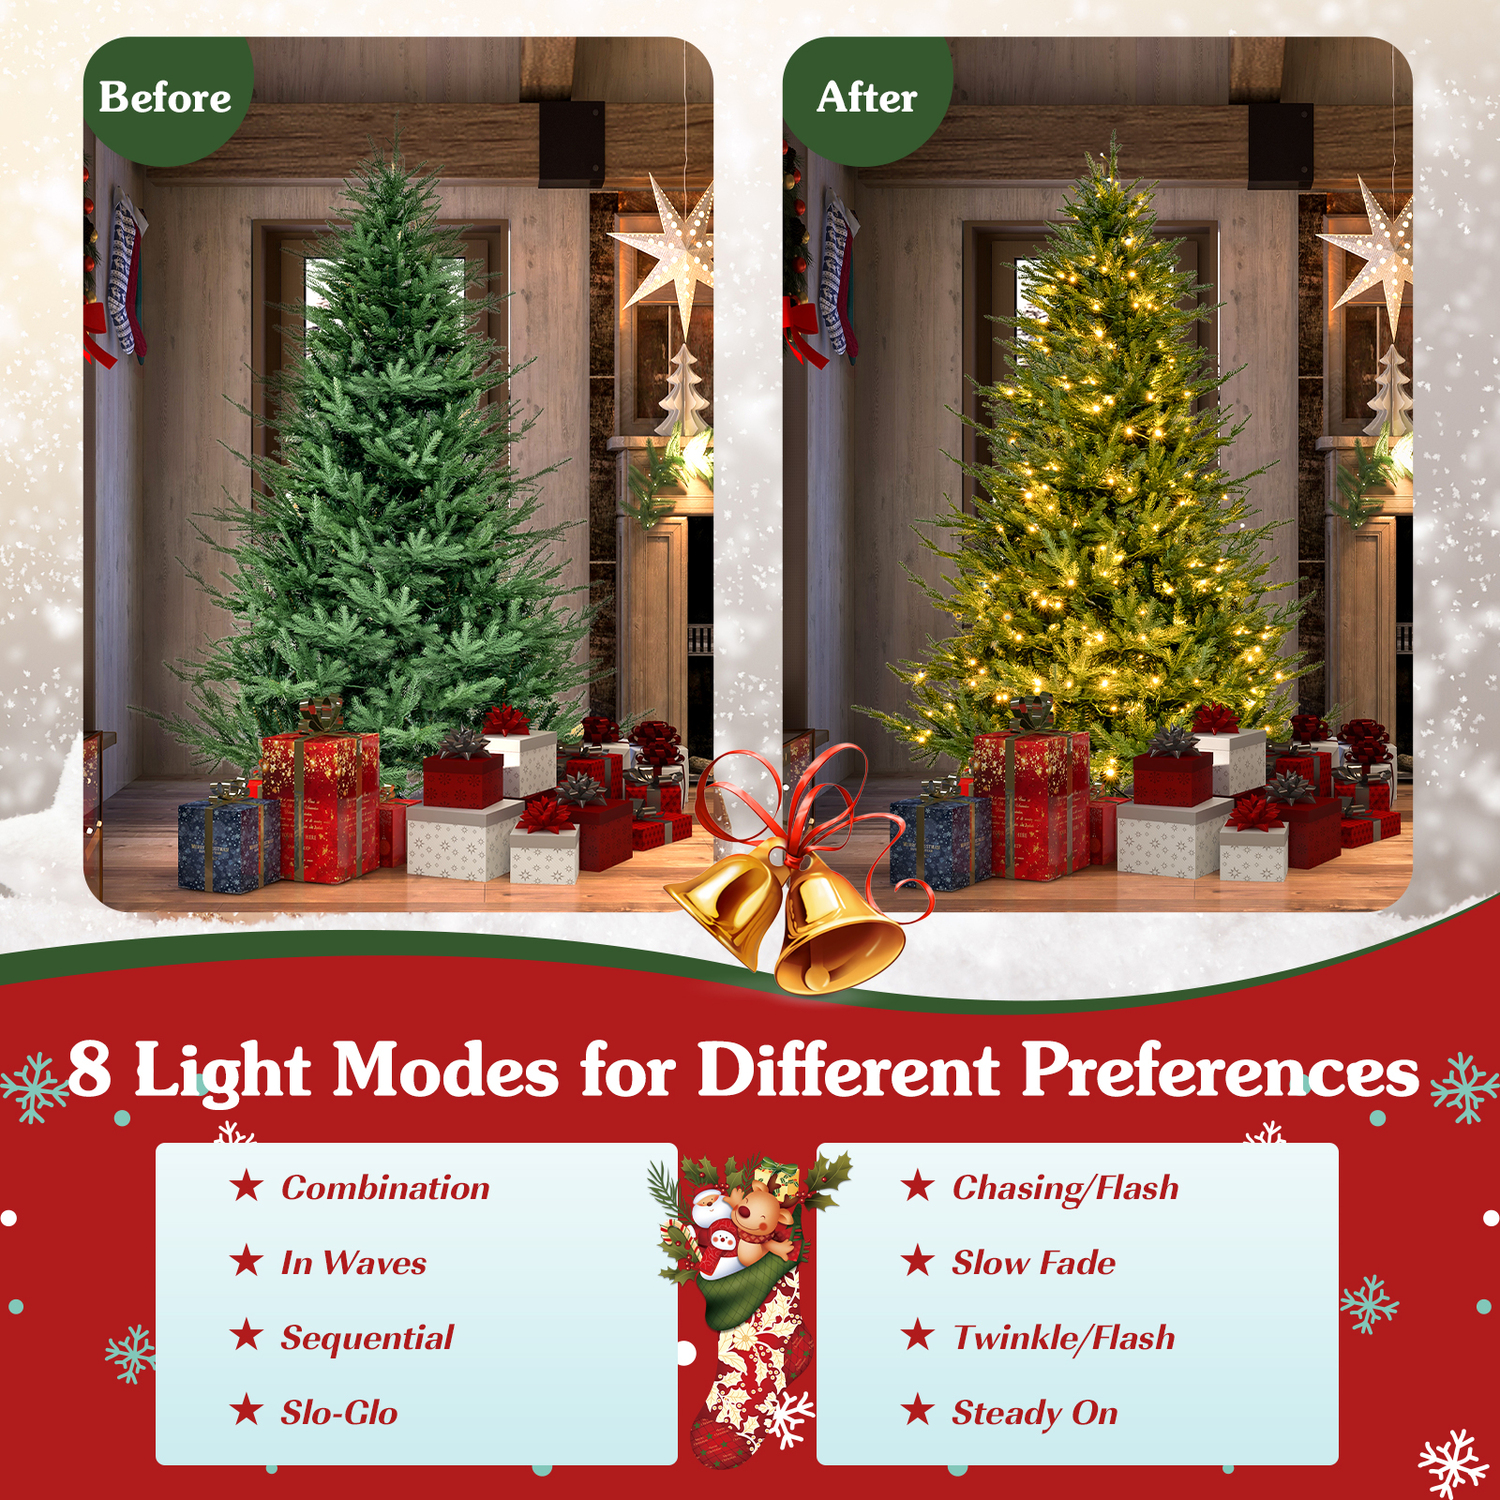 Before
After
8 Light Modes for Different Preferences
★ Combination
★ In Waves
★ Sequential
★ Slo-Glo
★ Chasing/Flash
★ Slow Fade
★ Twinkle/Flash
★ Steady On